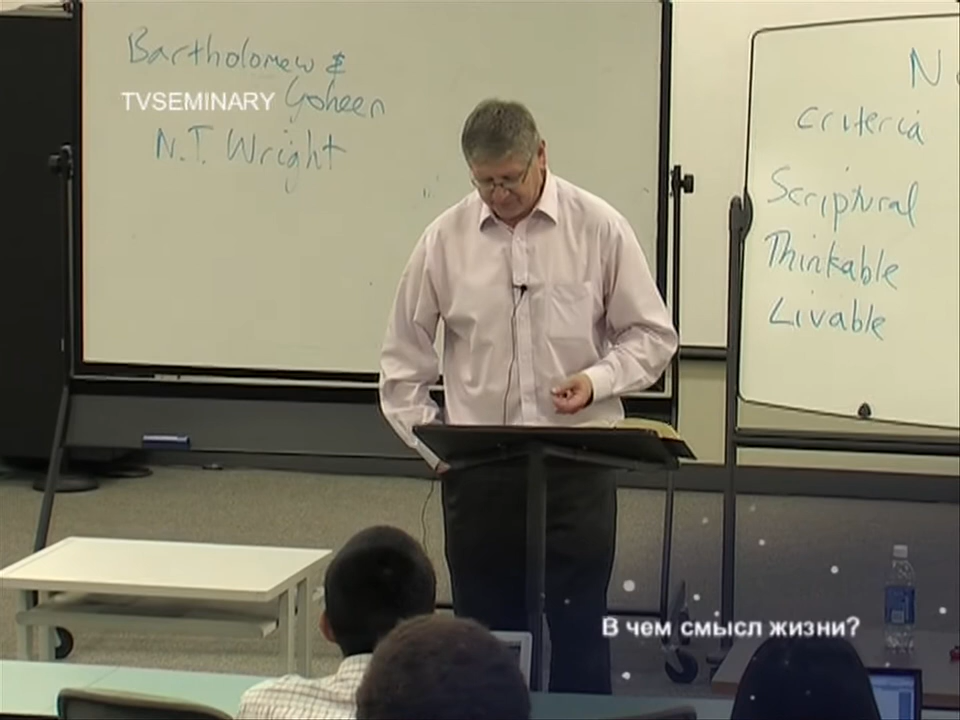 Bartholomew &
Goheen
TVSEMINARY
N.T. Wright
criteria
Scriptural
Thinkable
Livable
В чем смысл жизни?